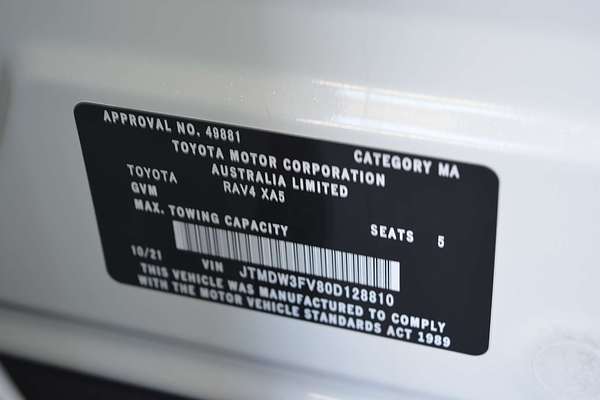 APPROVAL NO. 49881 CATEGORY MA
TOYOTA MOTOR CORPORATION
AUSTRALIA LIMITED
TOYOTA RAV4 XA5
GVM
MAX. TOWING CAPACITY SEATS 5
10/21 VIN JTMDW3FV80D128810
THIS VEHICLE WAS MANUFACTURED TO COMPLY
WITH THE MOTOR VEHICLE STANDARDS ACT 1989